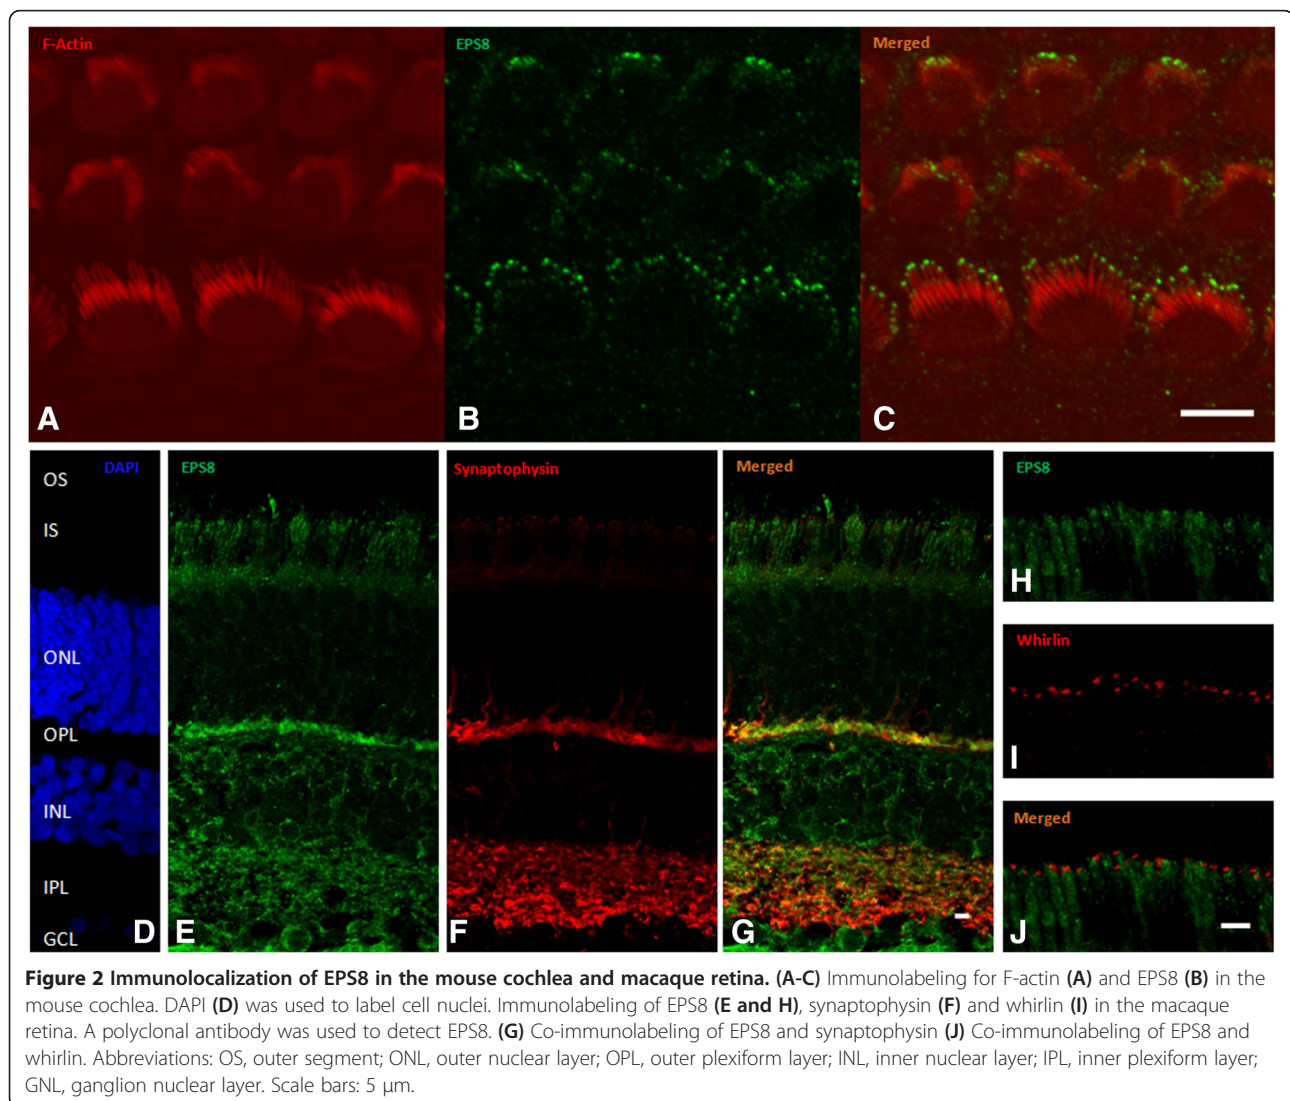 F-Actin
EPS8
Merged
A
B
C
DAPI
EPS8
Synaptophysin
Merged
EPS8
OS
IS
ONL
OPL
INL
IPL
GCL
D
E
F
G
H
Whirlin
I
Merged
J
Figure 2 Immunolocalization of EPS8 in the mouse cochlea and macaque retina. (A-C) Immunolabeling for F-actin (A) and EPS8 (B) in the
mouse cochlea. DAPI (D) was used to label cell nuclei. Immunolabeling of EPS8 (E and H), synaptophysin (F) and whirlin (I) in the macaque
retina. A polyclonal antibody was used to detect EPS8. (G) Co-immunolabeling of EPS8 and synaptophysin (J) Co-immunolabeling of EPS8 and
whirlin. Abbreviations: OS, outer segment; ONL, outer nuclear layer; OPL, outer plexiform layer; INL, inner nuclear layer; IPL, inner plexiform layer;
GNL, ganglion nuclear layer. Scale bars: 5 μm.